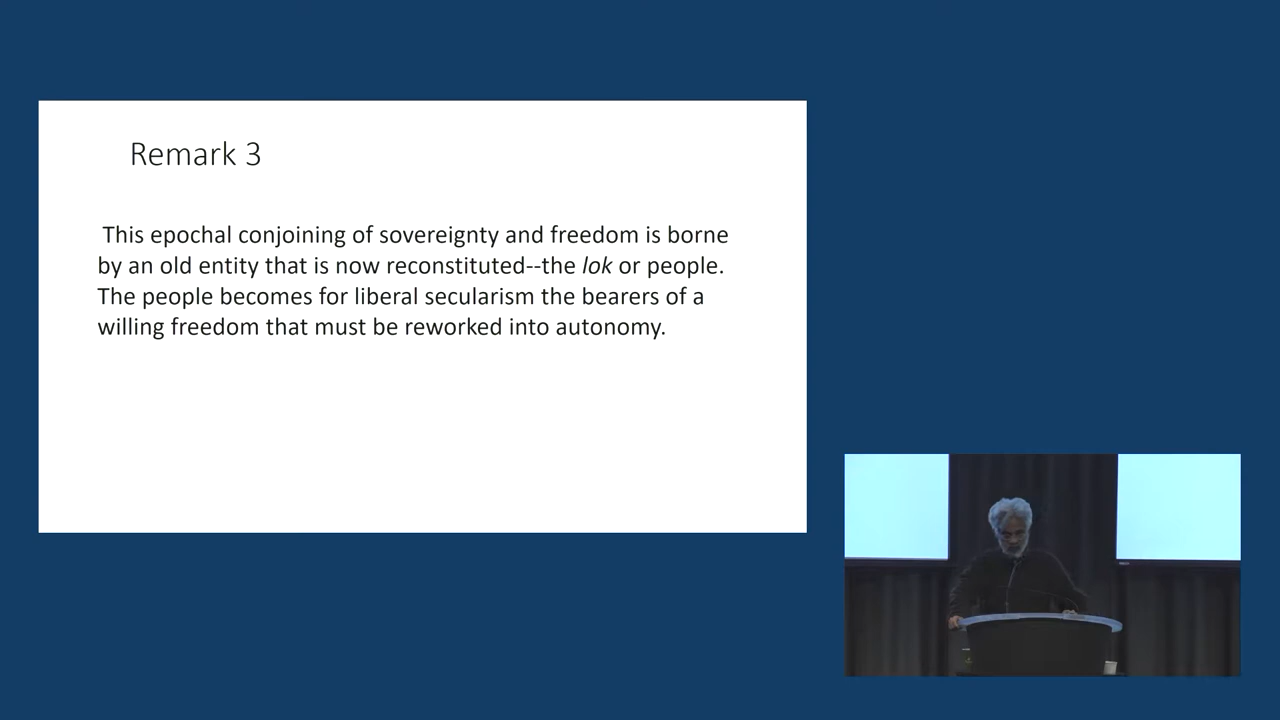 Remark 3
This epochal conjoining of sovereignty and freedom is borne
by an old entity that is now reconstituted--the lok or people.
The people becomes for liberal secularism the bearers of a
willing freedom that must be reworked into autonomy.